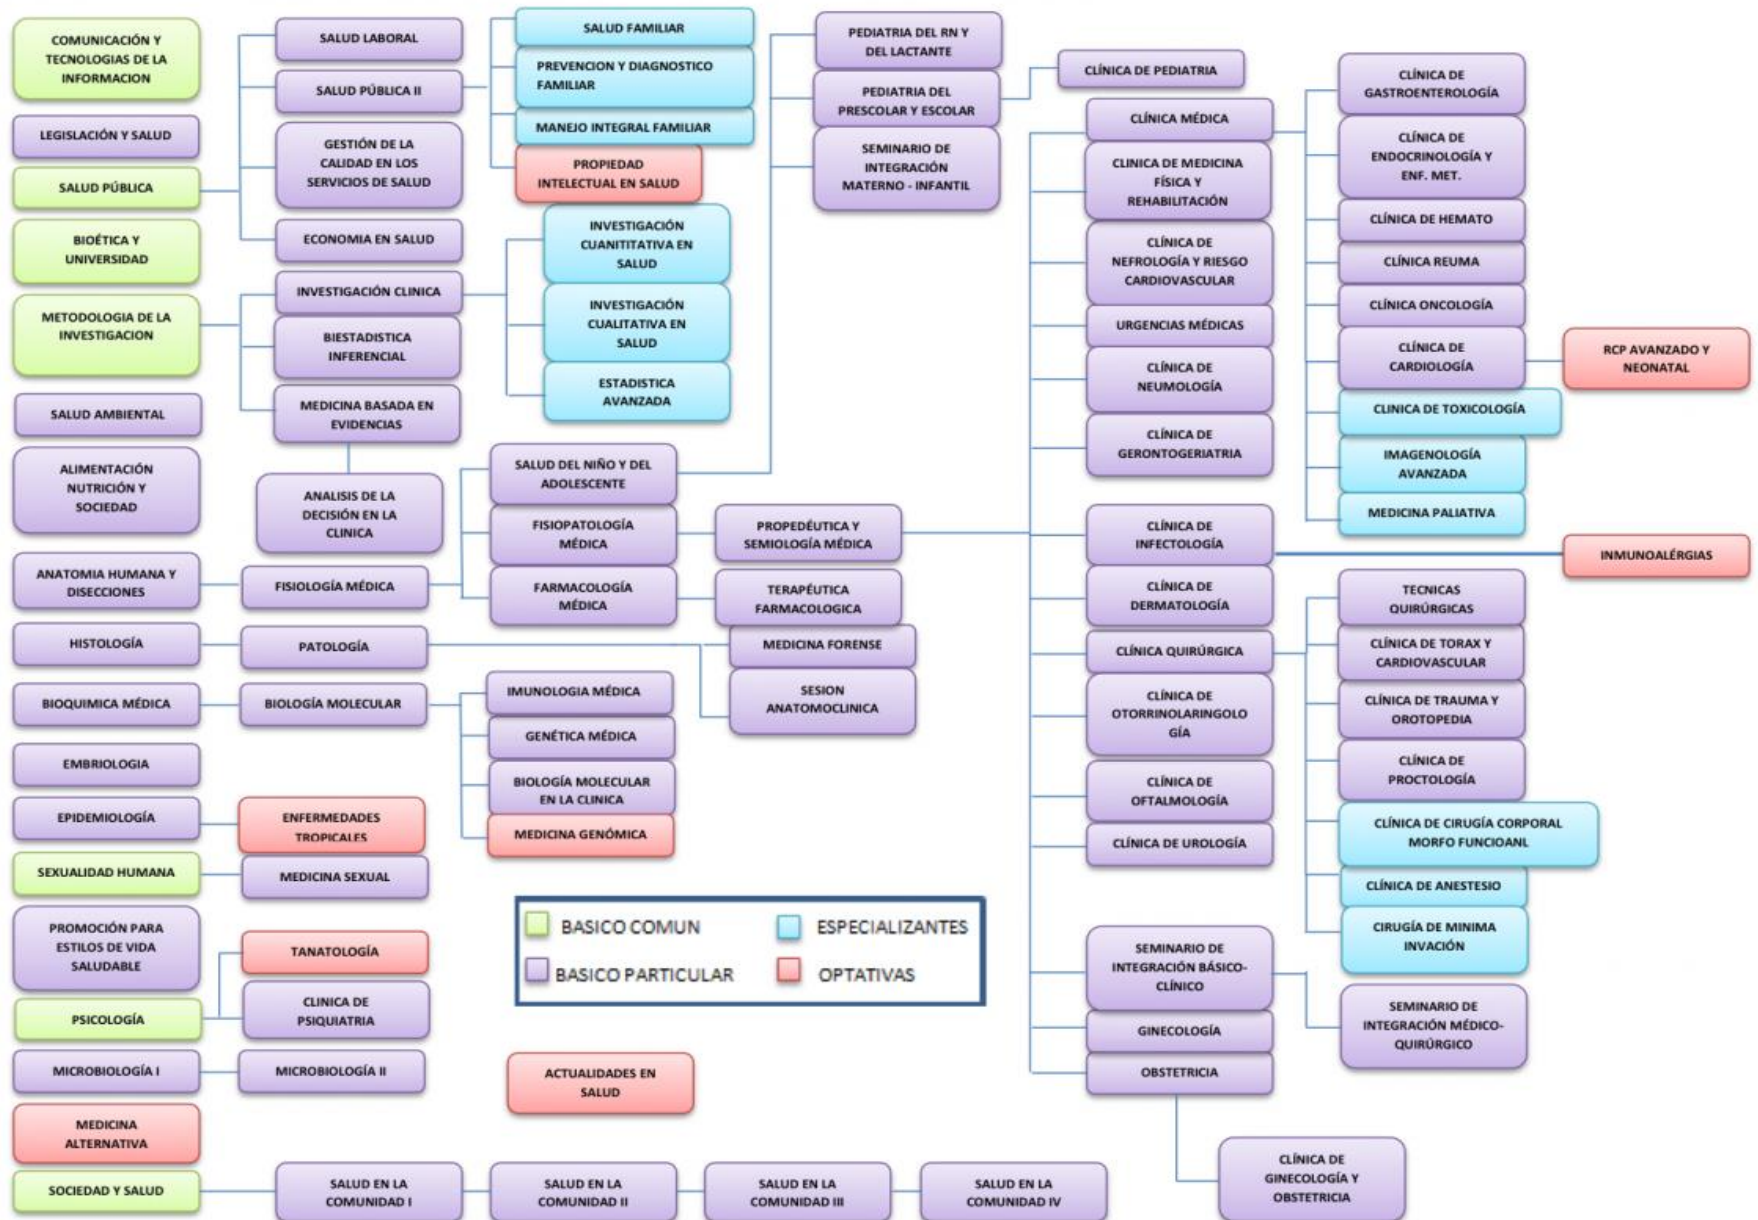 COMUNICACIÓN Y
TECNOLOGIAS DE LA
INFORMACION
LEGISLACIÓN Y SALUD
SALUD PÚBLICA
BIOÉTICA Y
UNIVERSIDAD
METODOLOGIA DE LA
INVESTIGACION
SALUD AMBIENTAL
ALIMENTACIÓN
NUTRICIÓN Y
SOCIEDAD
ANATOMIA HUMANA Y
DISECCIONES
HISTOLOGÍA
BIOQUIMICA MÉDICA
EMBRIOLOGIA
EPIDEMIOLOGÍA
SEXUALIDAD HUMANA
PROMOCIÓN PARA
ESTILOS DE VIDA
SALUDABLE
PSICOLOGÍA
MICROBIOLOGÍA I
MEDICINA
ALTERNATIVA
SOCIEDAD Y SALUD
SALUD LABORAL
SALUD PÚBLICA II
GESTIÓN DE LA
CALIDAD EN LOS
SERVICIOS DE SALUD
ECONOMIA EN SALUD
INVESTIGACIÓN CLINICA
BIESTADISTICA
INFERENCIAL
MEDICINA BASADA EN
EVIDENCIAS
ANALISIS DE LA
DECISIÓN EN LA
CLINICA
FISIOLOGÍA MÉDICA
PATOLOGÍA
BIOLOGÍA MOLECULAR
ENFERMEDADES
TROPICALES
MEDICINA SEXUAL
TANATOLOGÍA
CLINICA DE
PSIQUIATRIA
MICROBIOLOGÍA II
SALUD EN LA
COMUNIDAD I
SALUD FAMILIAR
PREVENCION Y DIAGNOSTICO
FAMILIAR
MANEJO INTEGRAL FAMILIAR
PROPIEDAD
INTELECTUAL EN SALUD
INVESTIGACIÓN
CUANITITATIVA EN
SALUD
INVESTIGACIÓN
CUALITATIVA EN
SALUD
ESTADISTICA
AVANZADA
SALUD DEL NIÑO Y DEL
ADOLESCENTE
FISIOPATOLOGÍA
MÉDICA
FARMACOLOGÍA
MÉDICA
IMUNOLOGIA MÉDICA
GENÉTICA MÉDICA
BIOLOGÍA MOLECULAR
EN LA CLINICA
MEDICINA GENÓMICA
BASICO COMUN
ESPECIALIZANTES
BASICO PARTICULAR
OPTATIVAS
ACTUALIDADES EN
SALUD
SALUD EN LA
COMUNIDAD II
PROPEDÉUTICA Y
SEMIOLOGÍA MÉDICA
TERAPÉUTICA
FARMACOLOGICA
MEDICINA FORENSE
SESION
ANATOMOCLINICA
SALUD EN LA
COMUNIDAD III
PEDIATRIA DEL RN Y
DEL LACTANTE
PEDIATRIA DEL
PRESCOLAR Y ESCOLAR
SEMINARIO DE
INTEGRACIÓN
MATERNO - INFANTIL
SALUD EN LA
COMUNIDAD IV
CLÍNICA DE PEDIATRIA
CLÍNICA MÉDICA
CLINICA DE MEDICINA
FÍSICA Y
REHABILITACIÓN
CLÍNICA DE
NEFROLOGÍA Y RIESGO
CARDIOVASCULAR
URGENCIAS MÉDICAS
CLÍNICA DE
NEUMOLOGÍA
CLÍNICA DE
GERONTOGERIATRIA
CLÍNICA DE
INFECTOLOGÍA
CLÍNICA DE
DERMATOLOGÍA
CLÍNICA QUIRÚRGICA
CLÍNICA DE
OTORRINOLARINGOLO
GÍA
CLÍNICA DE
OFTALMOLOGÍA
CLÍNICA DE UROLOGÍA
SEMINARIO DE
INTEGRACIÓN BÁSICO-
CLÍNICO
GINECOLOGÍA
OBSTETRICIA
CLÍNICA DE
GINECOLOGÍA Y
OBSTETRICIA
CLÍNICA DE
GASTROENTEROLOGÍA
CLÍNICA DE
ENDOCRINOLOGÍA Y
ENF. MET.
CLÍNICA DE HEMATO
CLÍNICA REUMA
CLÍNICA ONCOLOGÍA
CLÍNICA DE
CARDIOLOGÍA
CLINICA DE TOXICOLOGÍA
IMAGENOLOGÍA
AVANZADA
MEDICINA PALIATIVA
TECNICAS
QUIRÚRGICAS
CLÍNICA DE TORAX Y
CARDIOVASCULAR
CLÍNICA DE TRAUMA Y
OROTOPEDIA
CLÍNICA DE
PROCTOLOGÍA
CLÍNICA DE CIRUGÍA CORPORAL
MORFO FUNCIOANL
CLÍNICA DE ANESTESIO
CIRUGÍA DE MINIMA
INVACIÓN
SEMINARIO DE
INTEGRACIÓN MÉDICO-
QUIRÚRGICO
RCP AVANZADO Y
NEONATAL
INMUNOALÉRGIAS